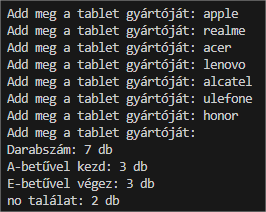 Add meg a tablet gyártóját: apple
Add meg a tablet gyártóját: realme
Add meg a tablet gyártóját: acer
Add meg a tablet gyártóját: lenovo
Add meg a tablet gyártóját: alcatel
Add meg a tablet gyártóját: ulefone
Add meg a tablet gyártóját: honor
Add meg a tablet gyártóját:
Darabszám: 7 db
A-betűvel kezd: 3 db
E-betűvel végez: 3 db
no találat: 2 db